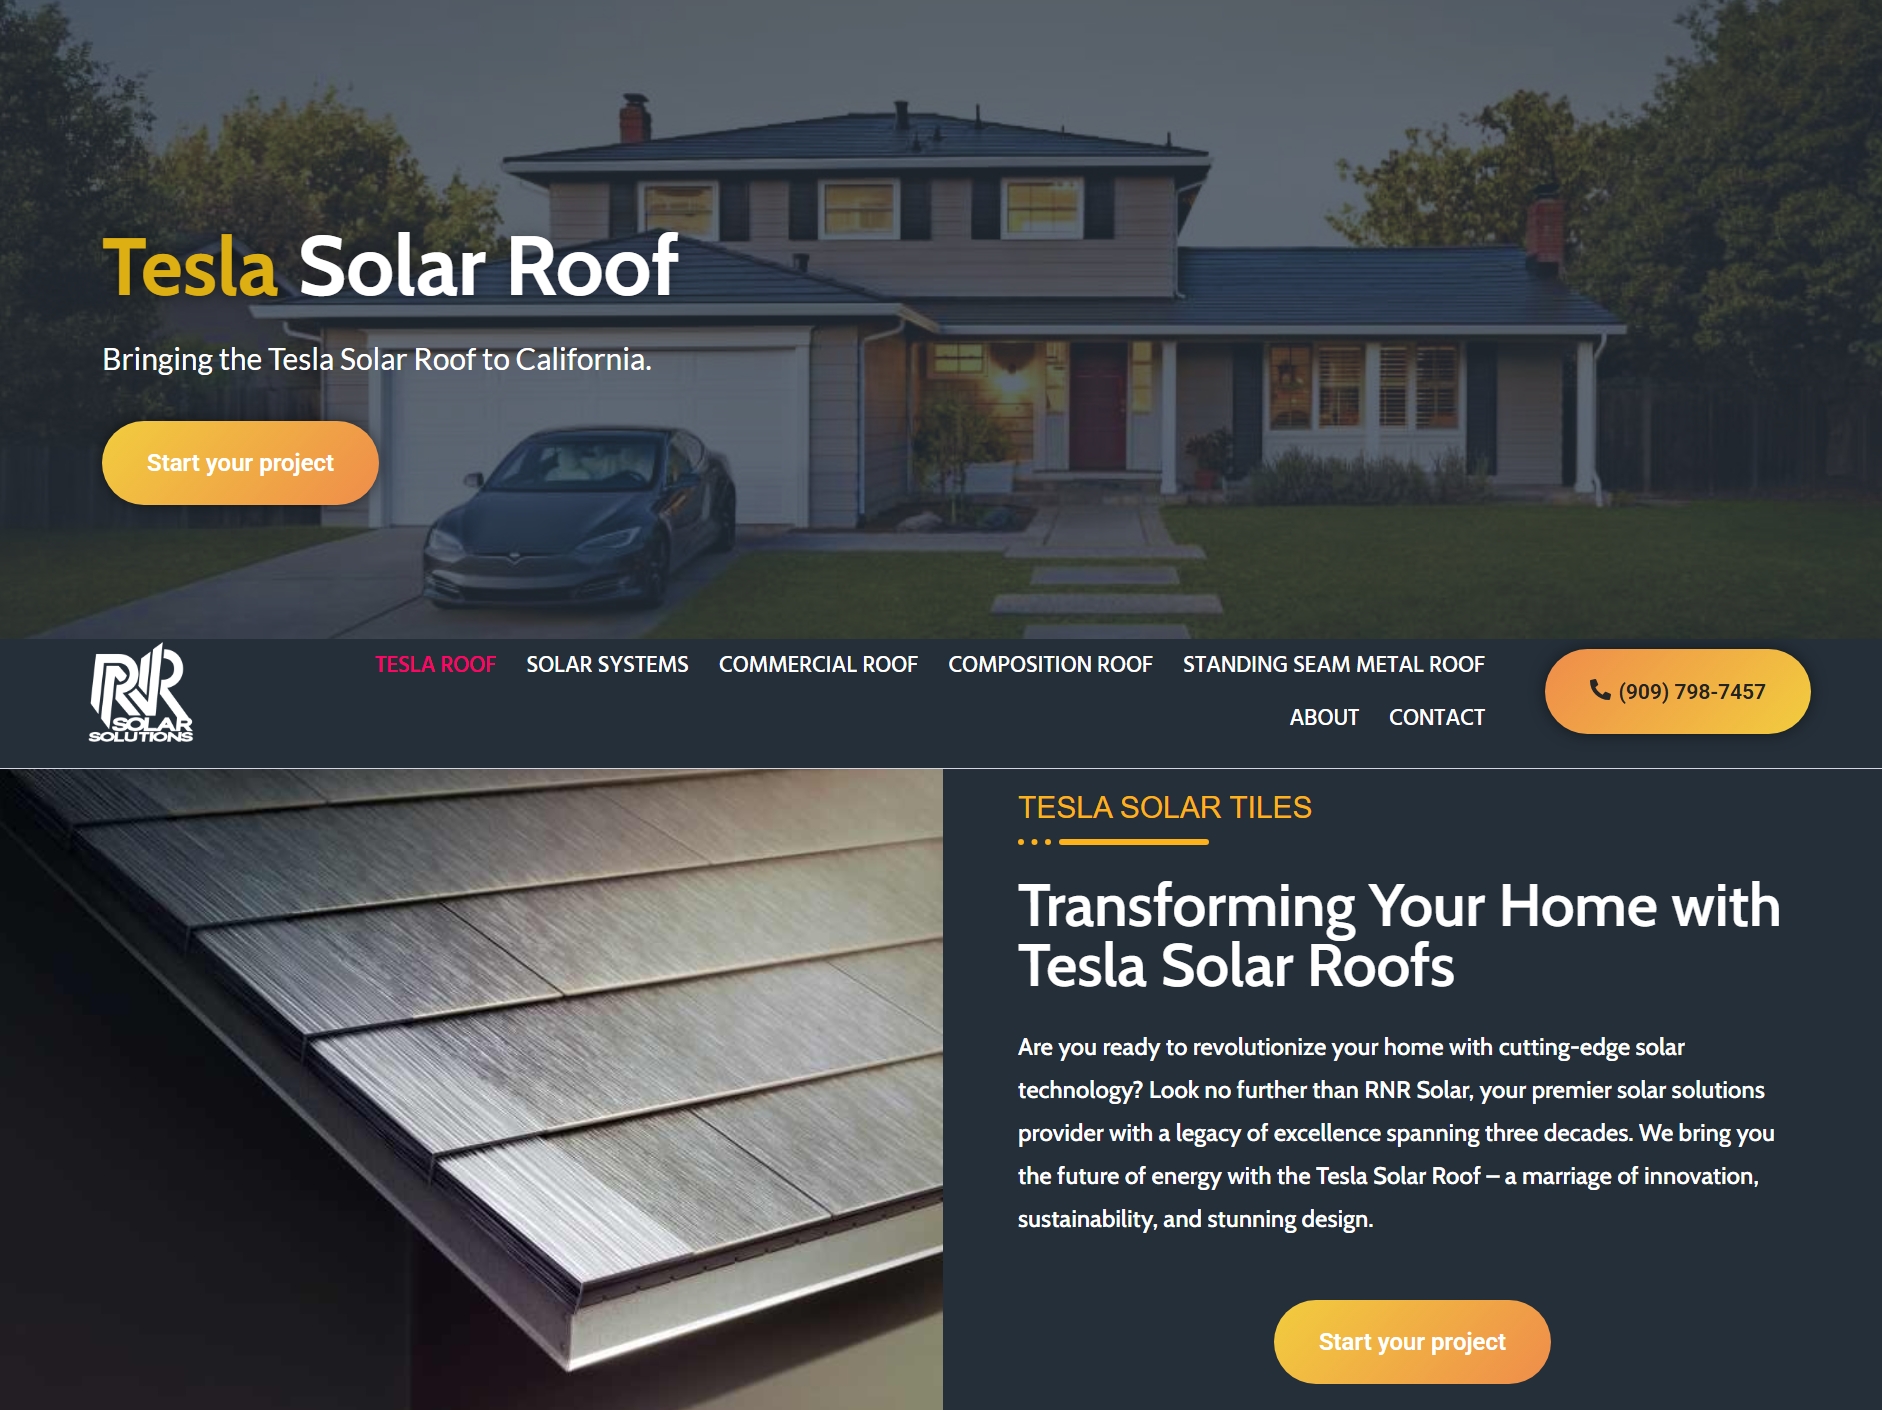 Tesla Solar Roof
Bringing the Tesla Solar Roof to California.
Start your project
RNR
SOLAR
SOLUTIONS
TESLA ROOF SOLAR SYSTEMS COMMERCIAL ROOF COMPOSITION ROOF STANDING SEAM METAL ROOF
ABOUT CONTACT
(909) 798-7457
TESLA SOLAR TILES
Transforming Your Home with
Tesla Solar Roofs
Are you ready to revolutionize your home with cutting-edge solar
technology? Look no further than RNR Solar, your premier solar solutions
provider with a legacy of excellence spanning three decades. We bring you
the future of energy with the Tesla Solar Roof – a marriage of innovation,
sustainability, and stunning design.
Start your project